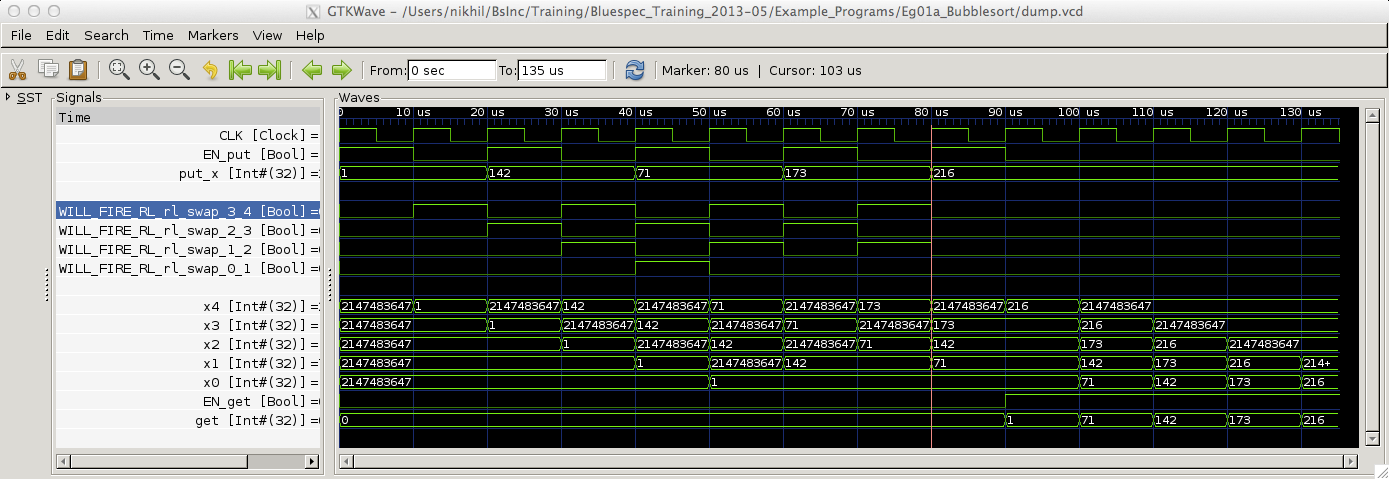 GTKWave – /Users/nikhil/BsInc/Training/Bluespec_Training_2013-05/Example_Programs/Eg01a_Bubblesort/dump.vcd
File Edit Search Time Markers View Help
From: 0 sec To: 135 us Marker: 80 us | Cursor: 103 us
SST Signals Waves
Time 0 10 us 20 us 30 us 40 us 50 us 60 us 70 us 80 us 90 us 100 us 110 us 120 us 130 us
CLK [Clock] =
EN_put [Bool] =
put_x [Int#(32)] = 1 142 71 173 216
WILL_FIRE_RL_rl_swap_3_4 [Bool] =
WILL_FIRE_RL_rl_swap_2_3 [Bool] =
WILL_FIRE_RL_rl_swap_1_2 [Bool] =
WILL_FIRE_RL_rl_swap_0_1 [Bool] =
x4 [Int#(32)] = 2147483647 1 2147483647 142 2147483647 71 2147483647 173 2147483647 216 2147483647
x3 [Int#(32)] = 2147483647 1 2147483647 142 2147483647 71 2147483647 173 216 2147483647
x2 [Int#(32)] = 2147483647 1 2147483647 142 2147483647 71 142 173 216 2147483647
x1 [Int#(32)] = 2147483647 1 2147483647 142 71 142 173 216 214+
x0 [Int#(32)] = 2147483647 1 71 142 173 216
EN_get [Bool] =
get [Int#(32)] = 0 1 71 142 173 216